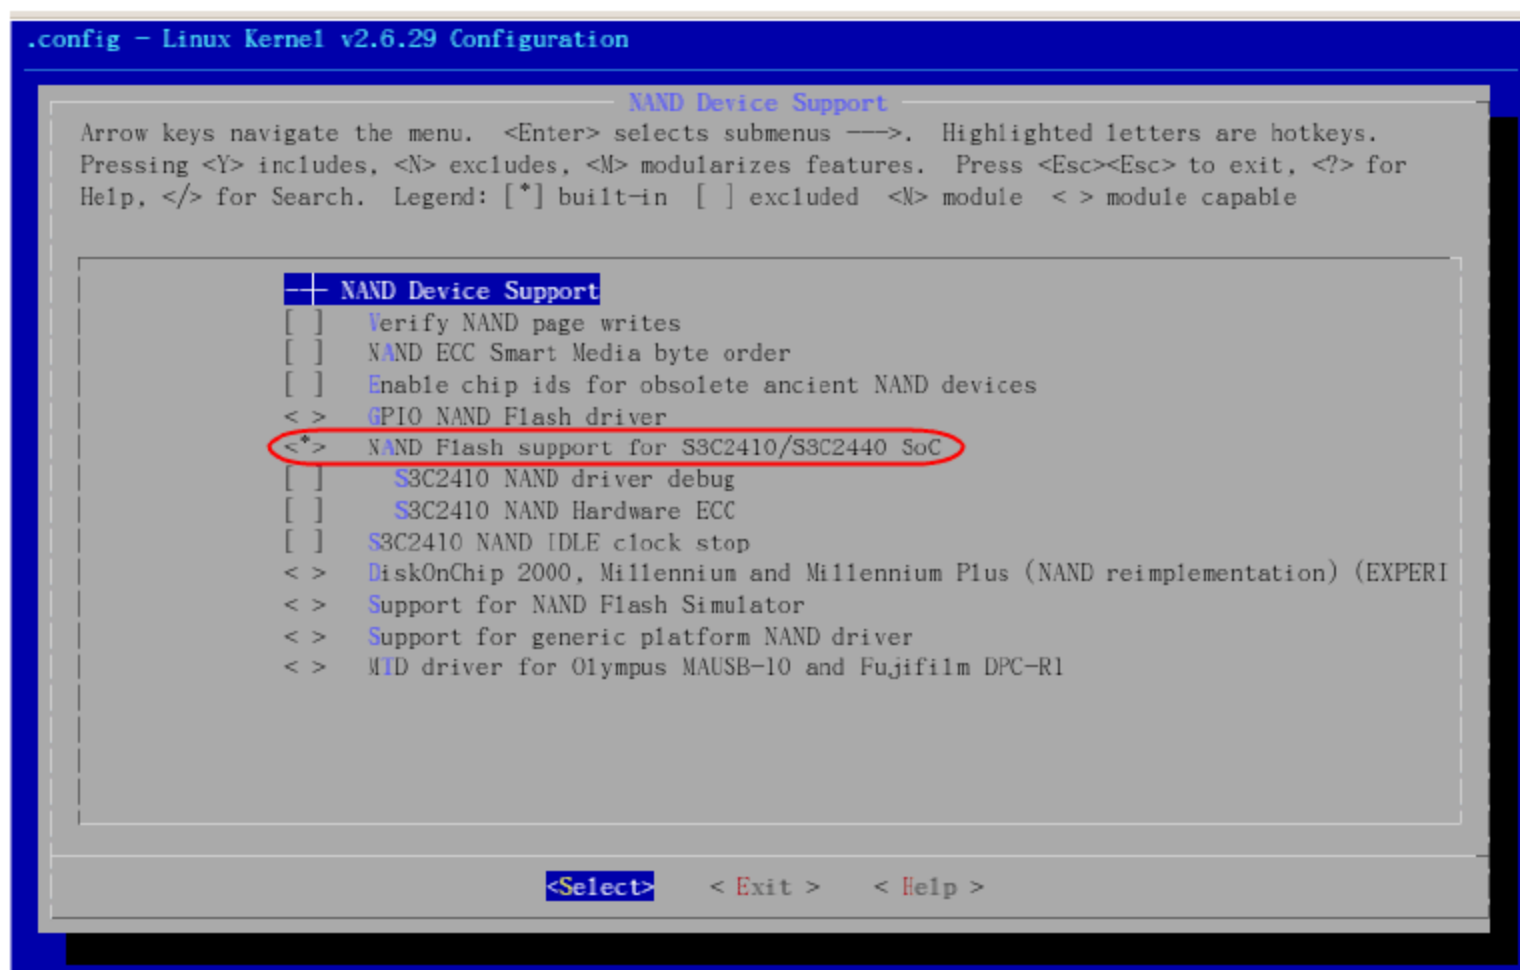 .config - Linux Kernel v2.6.29 Configuration
NAND Device Support
Arrow keys navigate the menu. <Enter> selects submenus --->. Highlighted letters are hotkeys.
Pressing <Y> includes, <N> excludes, <M> modularizes features. Press <Esc><Esc> to exit, <?> for
Help, </> for Search. Legend: [*] built-in [ ] excluded <M> module < > module capable
--- NAND Device Support
[ ] Verify NAND page writes
[ ] NAND ECC Smart Media byte order
[ ] Enable chip ids for obsolete ancient NAND devices
< > GPIO NAND Flash driver
<*> NAND Flash support for S3C2410/S3C2440 SoC
[ ] S3C2410 NAND driver debug
[ ] S3C2410 NAND Hardware ECC
[ ] S3C2410 NAND IDLE clock stop
< > DiskOnChip 2000, Millennium and Millennium Plus (NAND reimplementation) (EXPERI
< > Support for NAND Flash Simulator
< > Support for generic platform NAND driver
< > MTD driver for Olympus MAUSB-10 and Fujifilm DPC-R1
<Select> < Exit > < Help >